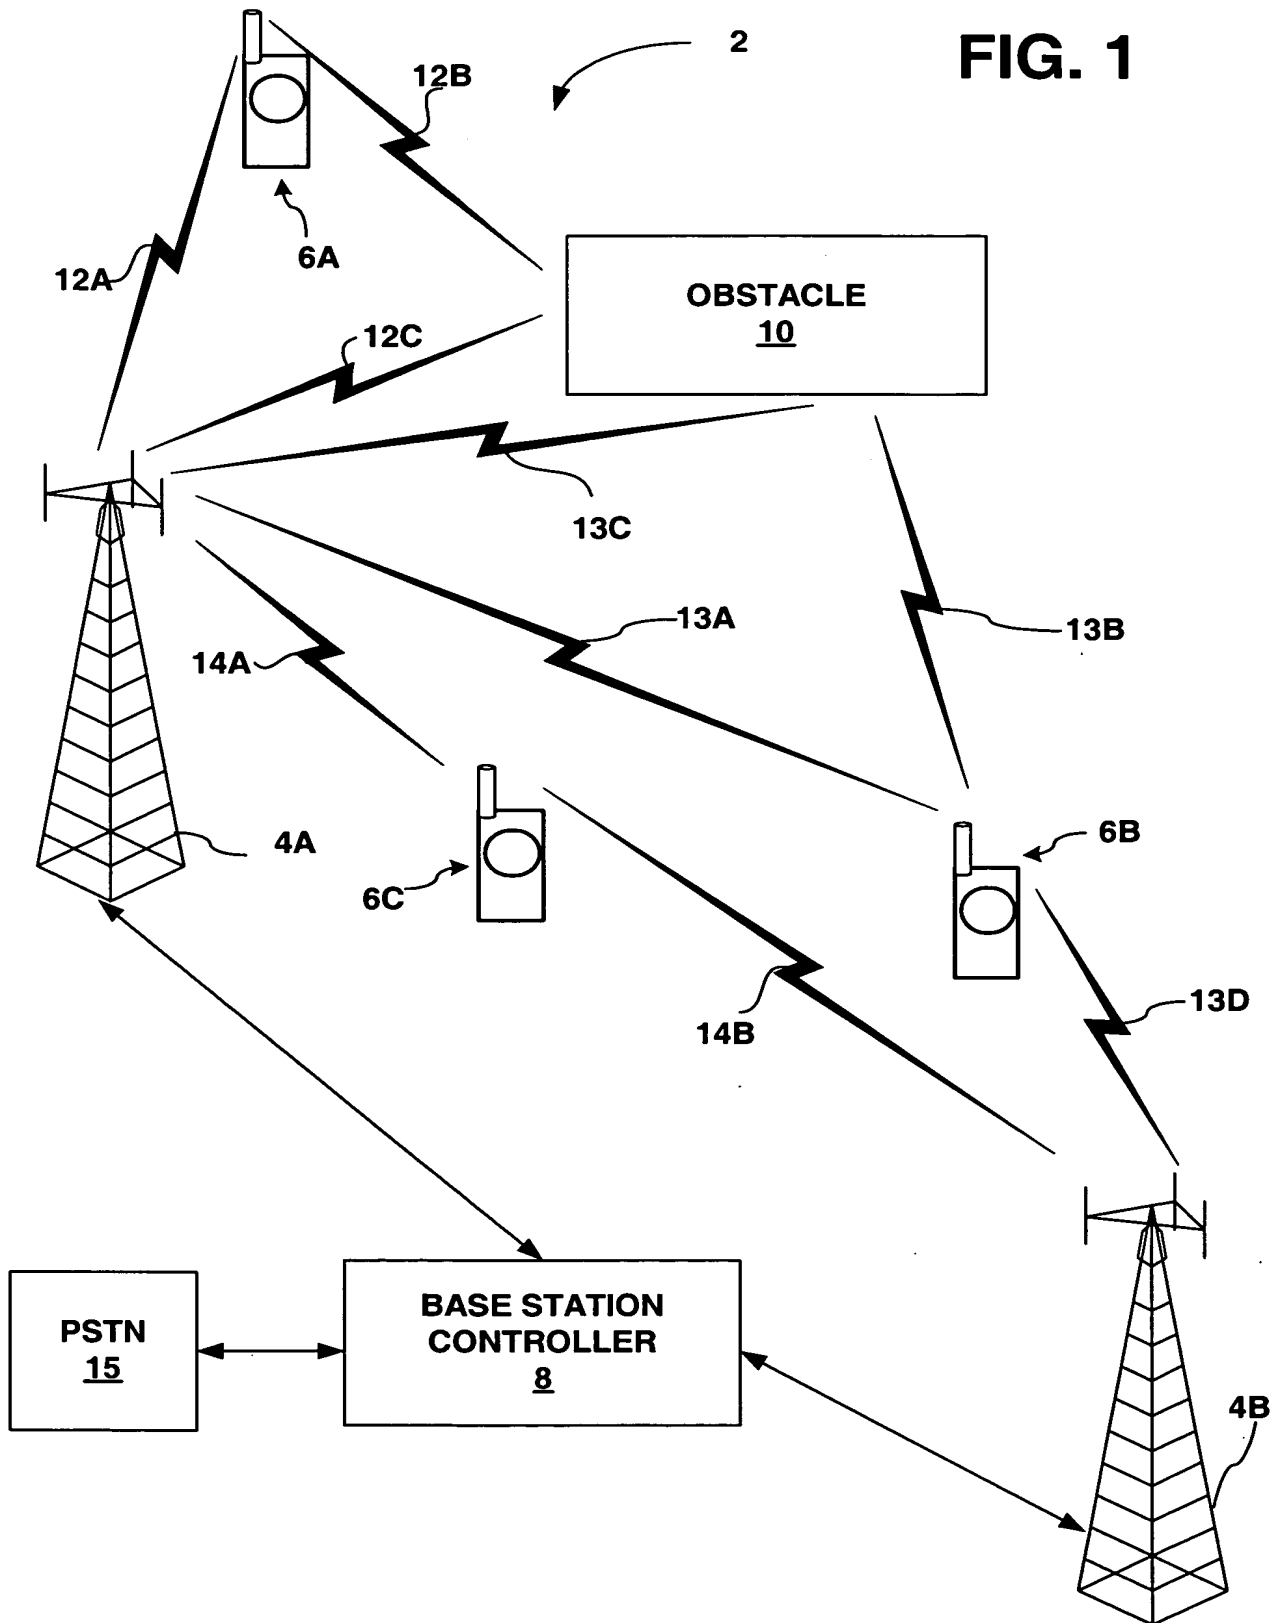 FIG. 1
2
12B
6A
12A
OBSTACLE
10
12C
13C
13A
13B
14A
4A
6B
6C
13D
14B
BASE STATION
CONTROLLER
8
PSTN
15
4B